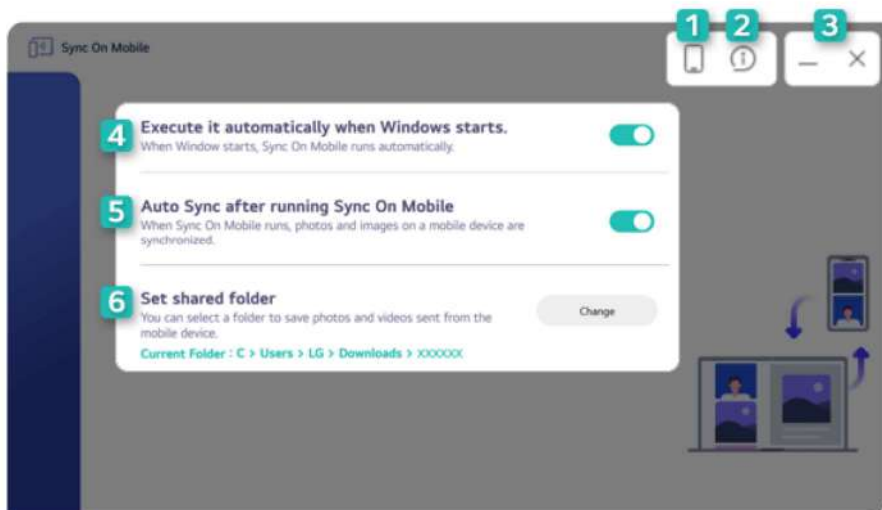 Sync On Mobile
1
2
3
4
Execute it automatically when Windows starts.
When Window starts, Sync On Mobile runs automatically.
5
Auto Sync after running Sync On Mobile
When Sync On Mobile runs, photos and images on a mobile device are
synchronized.
6
Set shared folder
You can select a folder to save photos and videos sent from the
mobile device.
Change
Current Folder : C > Users > LG > Downloads > XXXXXX